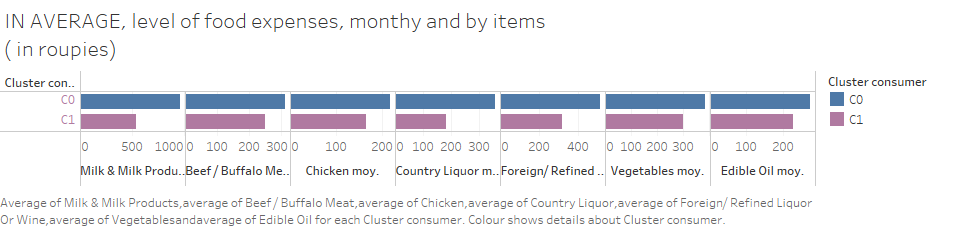 IN AVERAGE, level of food expenses, monthy and by items
( in roupies)
Cluster con..
Cluster consumer
C0
C1
C0
C1
0 500 1000 0 100 200 300 0 100 200 0 100 200 300 0 200 400 0 100 200 300 0 100 200
Milk & Milk Produ.. Beef / Buffalo Me.. Chicken moy. Country Liquor m.. Foreign/ Refined .. Vegetables moy. Edible Oil moy.
Average of Milk & Milk Products,average of Beef / Buffalo Meat,average of Chicken,average of Country Liquor,average of Foreign/ Refined Liquor
Or Wine,average of Vegetablesandaverage of Edible Oil for each Cluster consumer. Colour shows details about Cluster consumer.